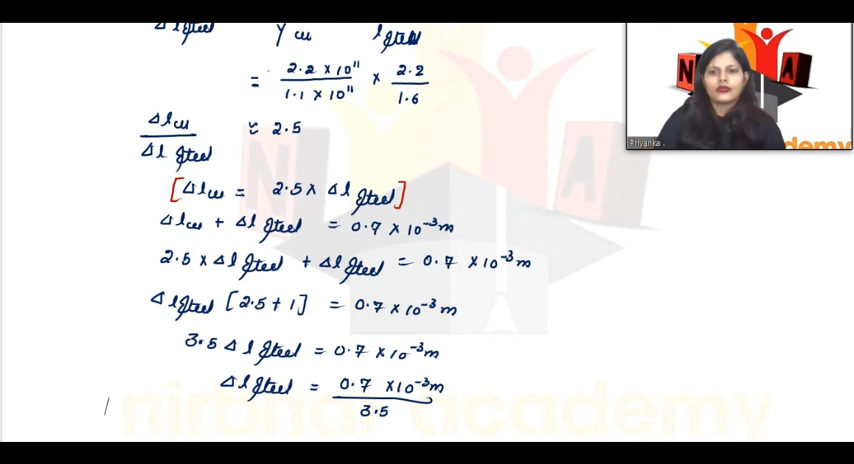 Δl steel Y cu l steel
= 2.2 × 10¹¹ / 1.1 × 10¹¹ × 2.2 / 1.6
Δl cu / Δl steel ≈ 2.5
[Δl cu = 2.5 × Δl steel]
Δl cu + Δl steel = 0.7 × 10⁻³ m
2.5 × Δl steel + Δl steel = 0.7 × 10⁻³ m
Δl steel [2.5 + 1] = 0.7 × 10⁻³ m
3.5 Δl steel = 0.7 × 10⁻³ m
Δl steel = 0.7 × 10⁻³ m / 3.5
N A
demy
Priyanka .
N A
nirbhar academy